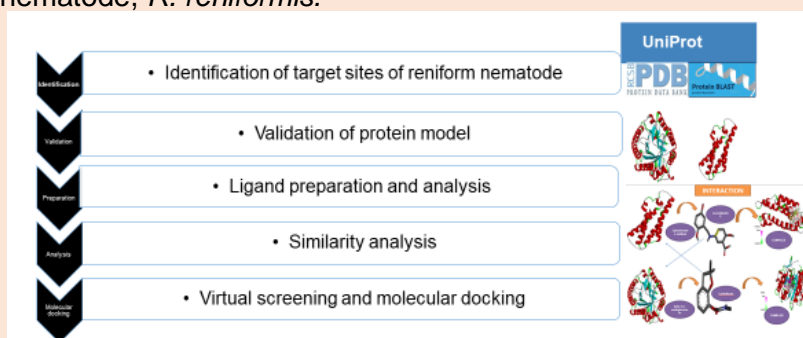 nematode, R. reniformis.
UniProt
Identification
• Identification of target sites of reniform nematode
RCSB PDB
PROTEIN DATA BANK
Protein BLAST
Validation
• Validation of protein model
Preparation
• Ligand preparation and analysis
INTERACTION
Analysis
• Similarity analysis
Molecular
docking
• Virtual screening and molecular docking